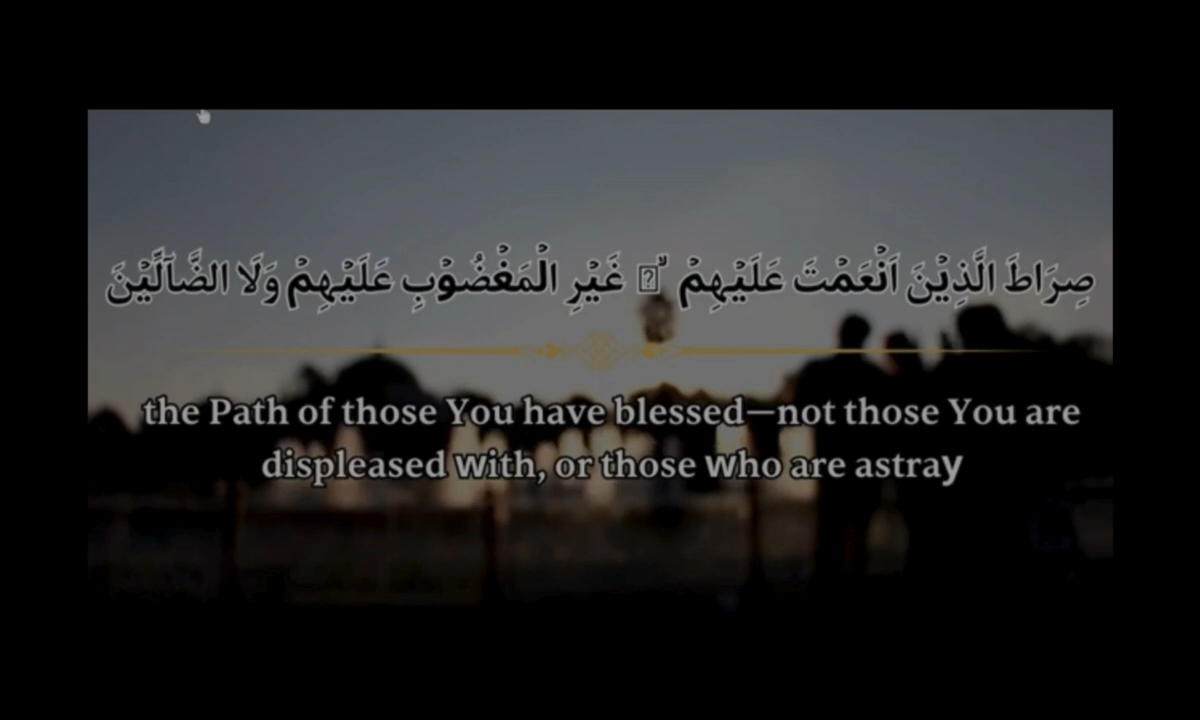 صِرَاطَ الَّذِيْنَ اَنْعَمْتَ عَلَيْهِمْ ۙ۬ غَيْرِ الْمَغْضُوْبِ عَلَيْهِمْ وَلَا الضَّآلِّيْنَ
the Path of those You have blessed—not those You are
displeased with, or those who are astray